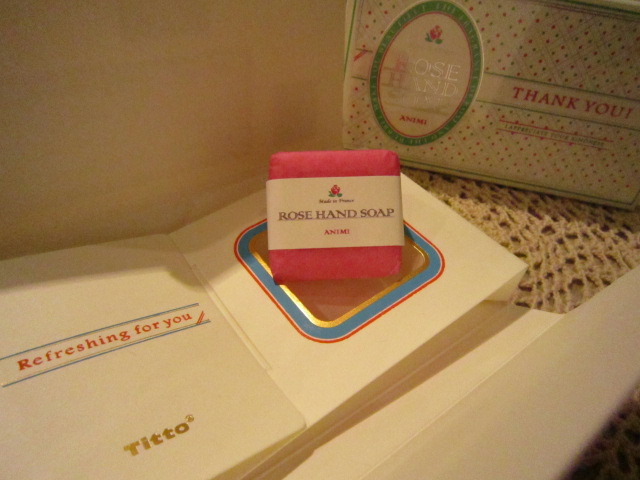 ROSE
HAND
ANIMI
THANK YOU!
Made in France
ROSE HAND SOAP
ANIMI
Refreshing for you
Titto